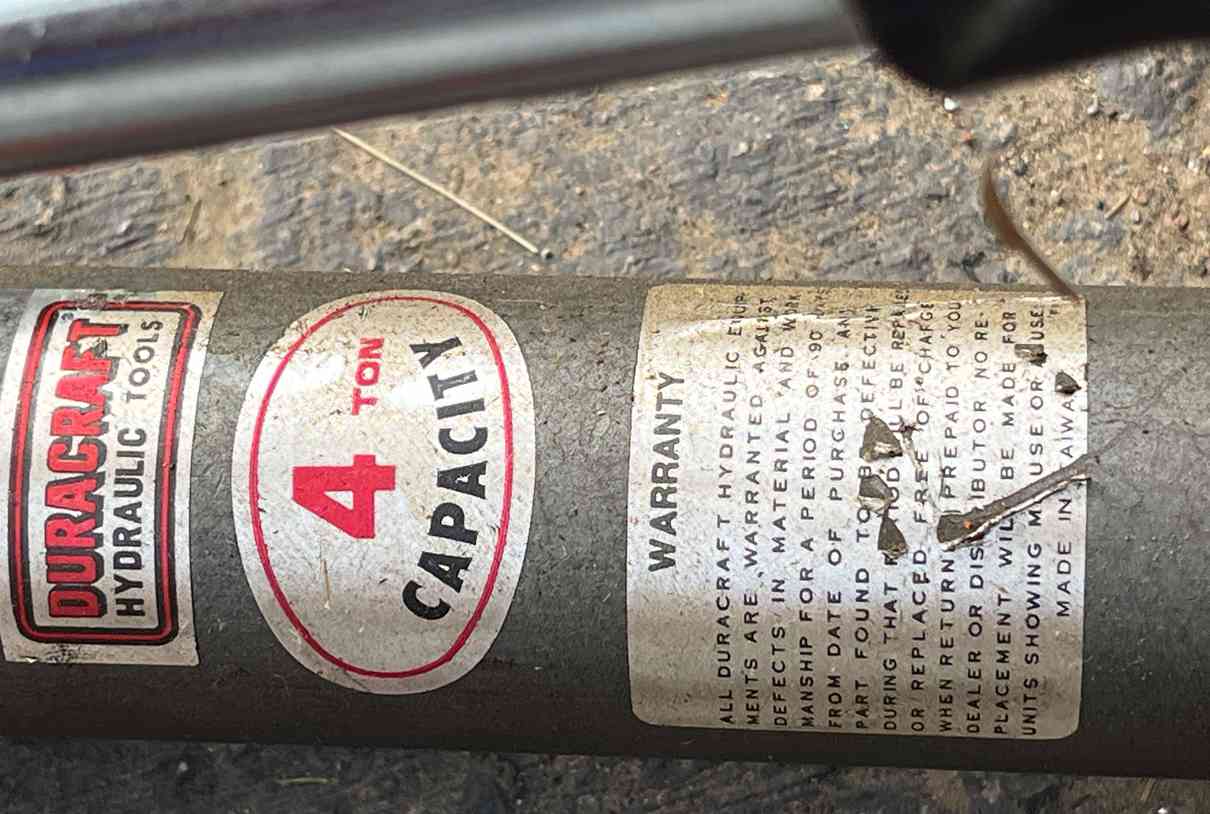 DURACRAFT
HYDRAULIC TOOLS
4 TON
CAPACITY
WARRANTY
ALL DURACRAFT HYDRAULIC
MENTS ARE WARRANTED AGAINST
DEFECTS IN MATERIAL AND WORK
MANSHIP FOR A PERIOD OF 90
FROM DATE OF PURCHASE. ANY
PART FOUND TO DEFECTIVE
DURING THAT BE
OR REPLACED FREE OF CHARGE
WHEN PREPAID TO YOU
DEALER OR NO RE-
PLACEMENT BE MADE FOR
UNITS SHOWING USE OR
MADE IN